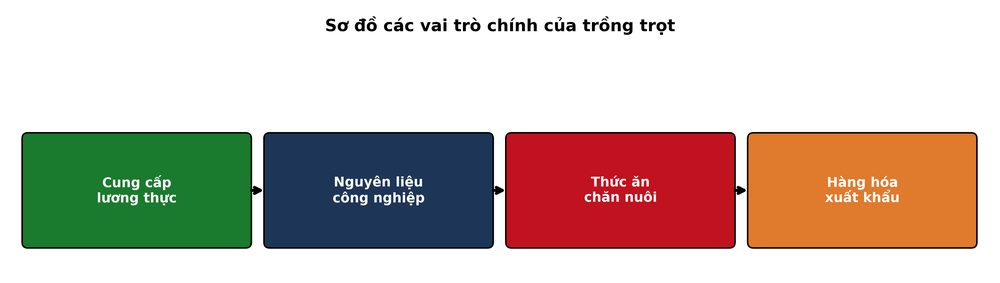 Sơ đồ các vai trò chính của trồng trọt
Cung cấp
lương thực
Nguyên liệu
công nghiệp
Thức ăn
chăn nuôi
Hàng hóa
xuất khẩu